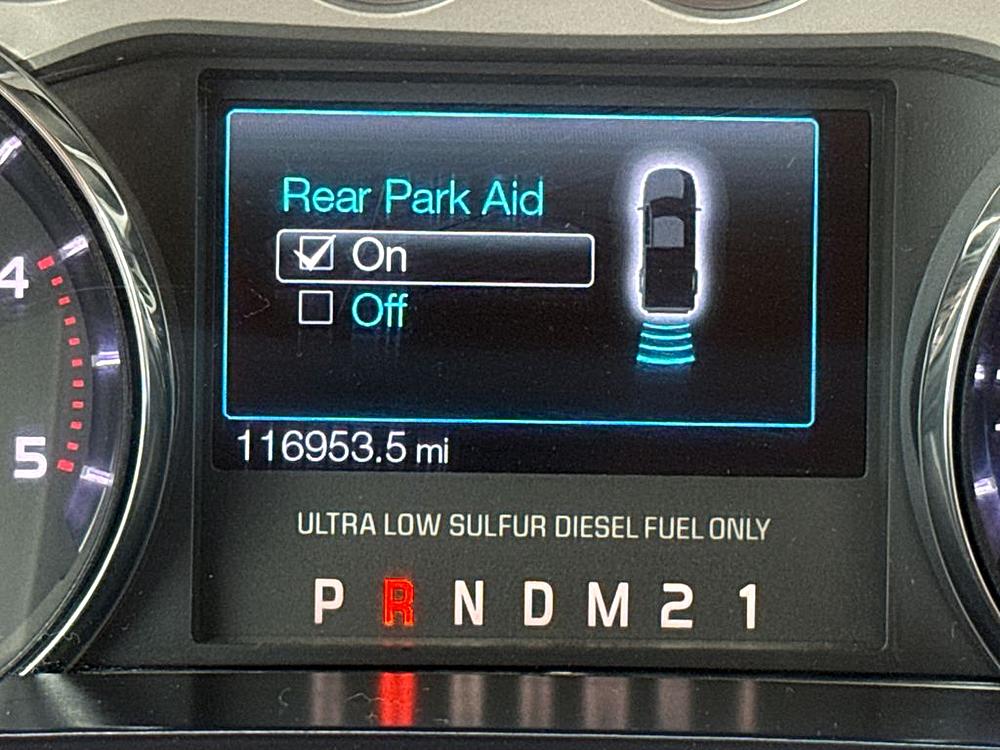 Rear Park Aid
On
Off
4
5
116953.5 mi
ULTRA LOW SULFUR DIESEL FUEL ONLY
P R N D M 2 1